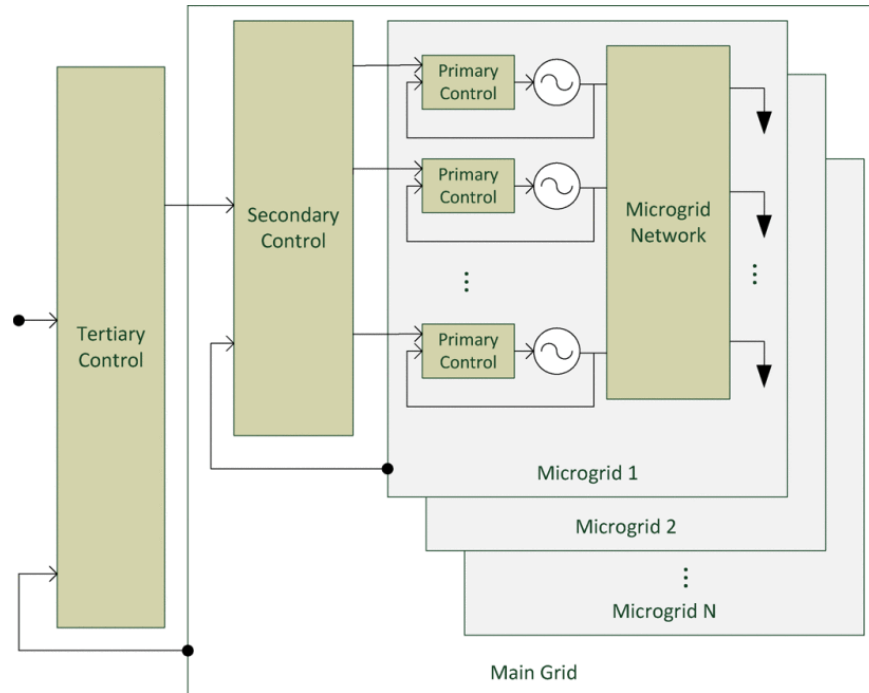 Tertiary
Control
Secondary
Control
Primary
Control
Primary
Control
Primary
Control
Microgrid
Network
Microgrid 1
Microgrid 2
Microgrid N
Main Grid